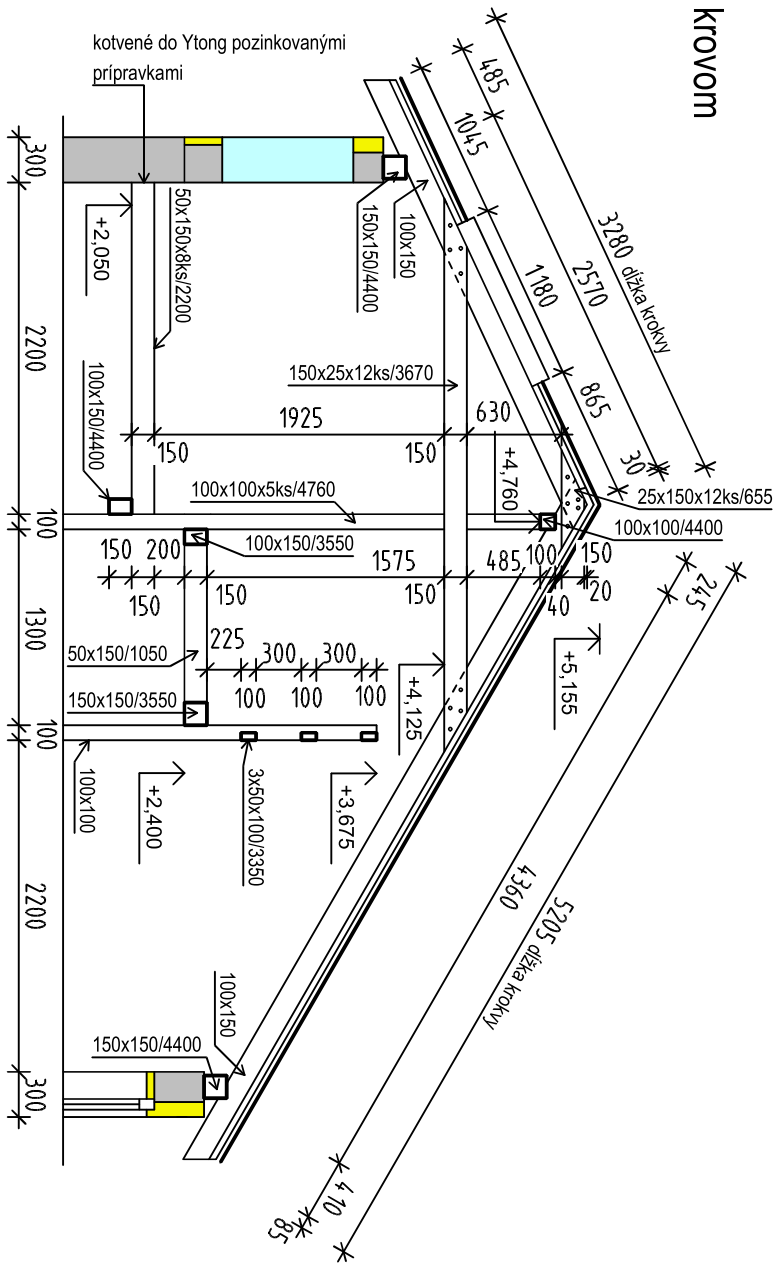 krovom
kotvené do Ytong pozinkovanými
prípravkami
485
1045
3280 dĺžka krokvy
2570
1180
865
30
300
+2,050
50x150x8ks/2200
150x150/4400
100x150
2200
150x25x12ks/3670
1925
630
100x150/4400
150
150
+4,760
25x150x12ks/655
100x100x5ks/4760
100
100x100/4400
100x150/3550
150
200
1575
485
100
150
150
150
150
40
20
245
1300
225
50x150/1050
300
300
+5,155
150x150/3550
100
100
100
+4,125
100
100x100
+2,400
3x50x100/3350
+3,675
4360
5205 dĺžka krokvy
2200
100x150
150x150/4400
300
410
85